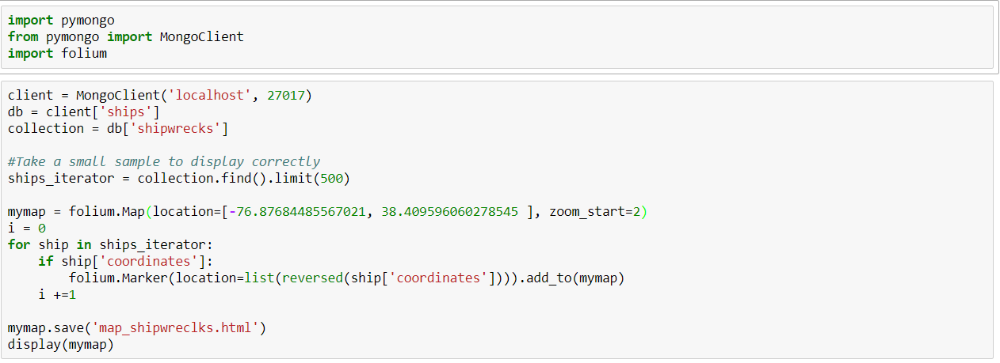 import pymongo
from pymongo import MongoClient
import folium
client = MongoClient('localhost', 27017)
db = client['ships']
collection = db['shipwrecks']
#Take a small sample to display correctly
ships_iterator = collection.find().limit(500)
mymap = folium.Map(location=[-76.87684485567021, 38.409596060278545 ], zoom_start=2)
i = 0
for ship in ships_iterator:
    if ship['coordinates']:
        folium.Marker(location=list(reversed(ship['coordinates']))).add_to(mymap)
    i +=1
mymap.save('map_shipwreclks.html')
display(mymap)